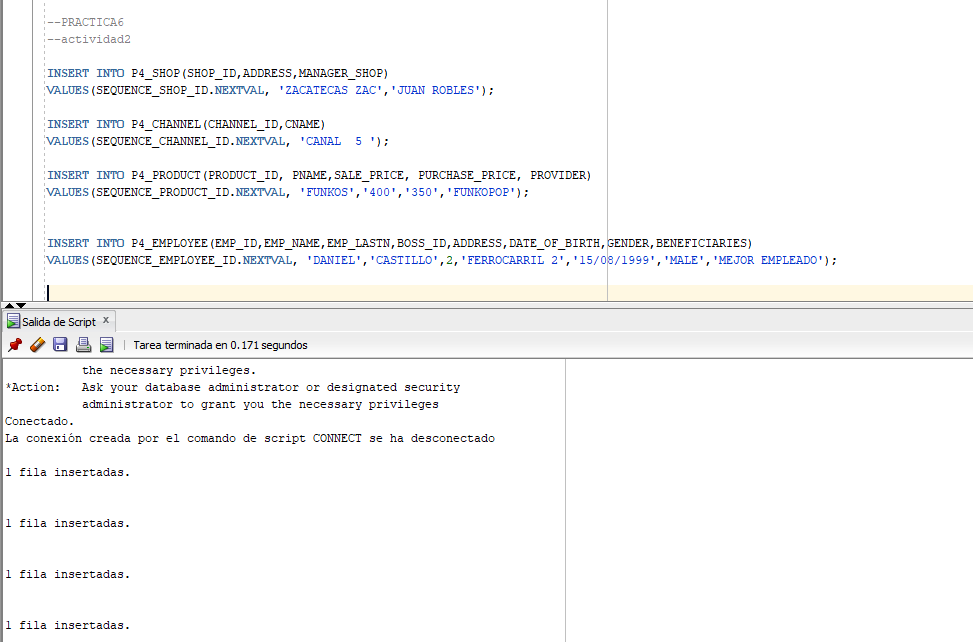 --PRACTICA6
--actividad2
INSERT INTO P4_SHOP(SHOP_ID,ADDRESS,MANAGER_SHOP)
VALUES(SEQUENCE_SHOP_ID.NEXTVAL, 'ZACATECAS ZAC','JUAN ROBLES');
INSERT INTO P4_CHANNEL(CHANNEL_ID,CNAME)
VALUES(SEQUENCE_CHANNEL_ID.NEXTVAL, 'CANAL  5 ');
INSERT INTO P4_PRODUCT(PRODUCT_ID, PNAME,SALE_PRICE, PURCHASE_PRICE, PROVIDER)
VALUES(SEQUENCE_PRODUCT_ID.NEXTVAL, 'FUNKOS','400','350','FUNKOPOP');
INSERT INTO P4_EMPLOYEE(EMP_ID,EMP_NAME,EMP_LASTN,BOSS_ID,ADDRESS,DATE_OF_BIRTH,GENDER,BENEFICIARIES)
VALUES(SEQUENCE_EMPLOYEE_ID.NEXTVAL, 'DANIEL','CASTILLO',2,'FERROCARRIL 2','15/08/1999','MALE','MEJOR EMPLEADO');
Salida de Script x
Tarea terminada en 0.171 segundos
the necessary privileges.
*Action:   Ask your database administrator or designated security
administrator to grant you the necessary privileges
Conectado.
La conexión creada por el comando de script CONNECT se ha desconectado
1 fila insertadas.
1 fila insertadas.
1 fila insertadas.
1 fila insertadas.